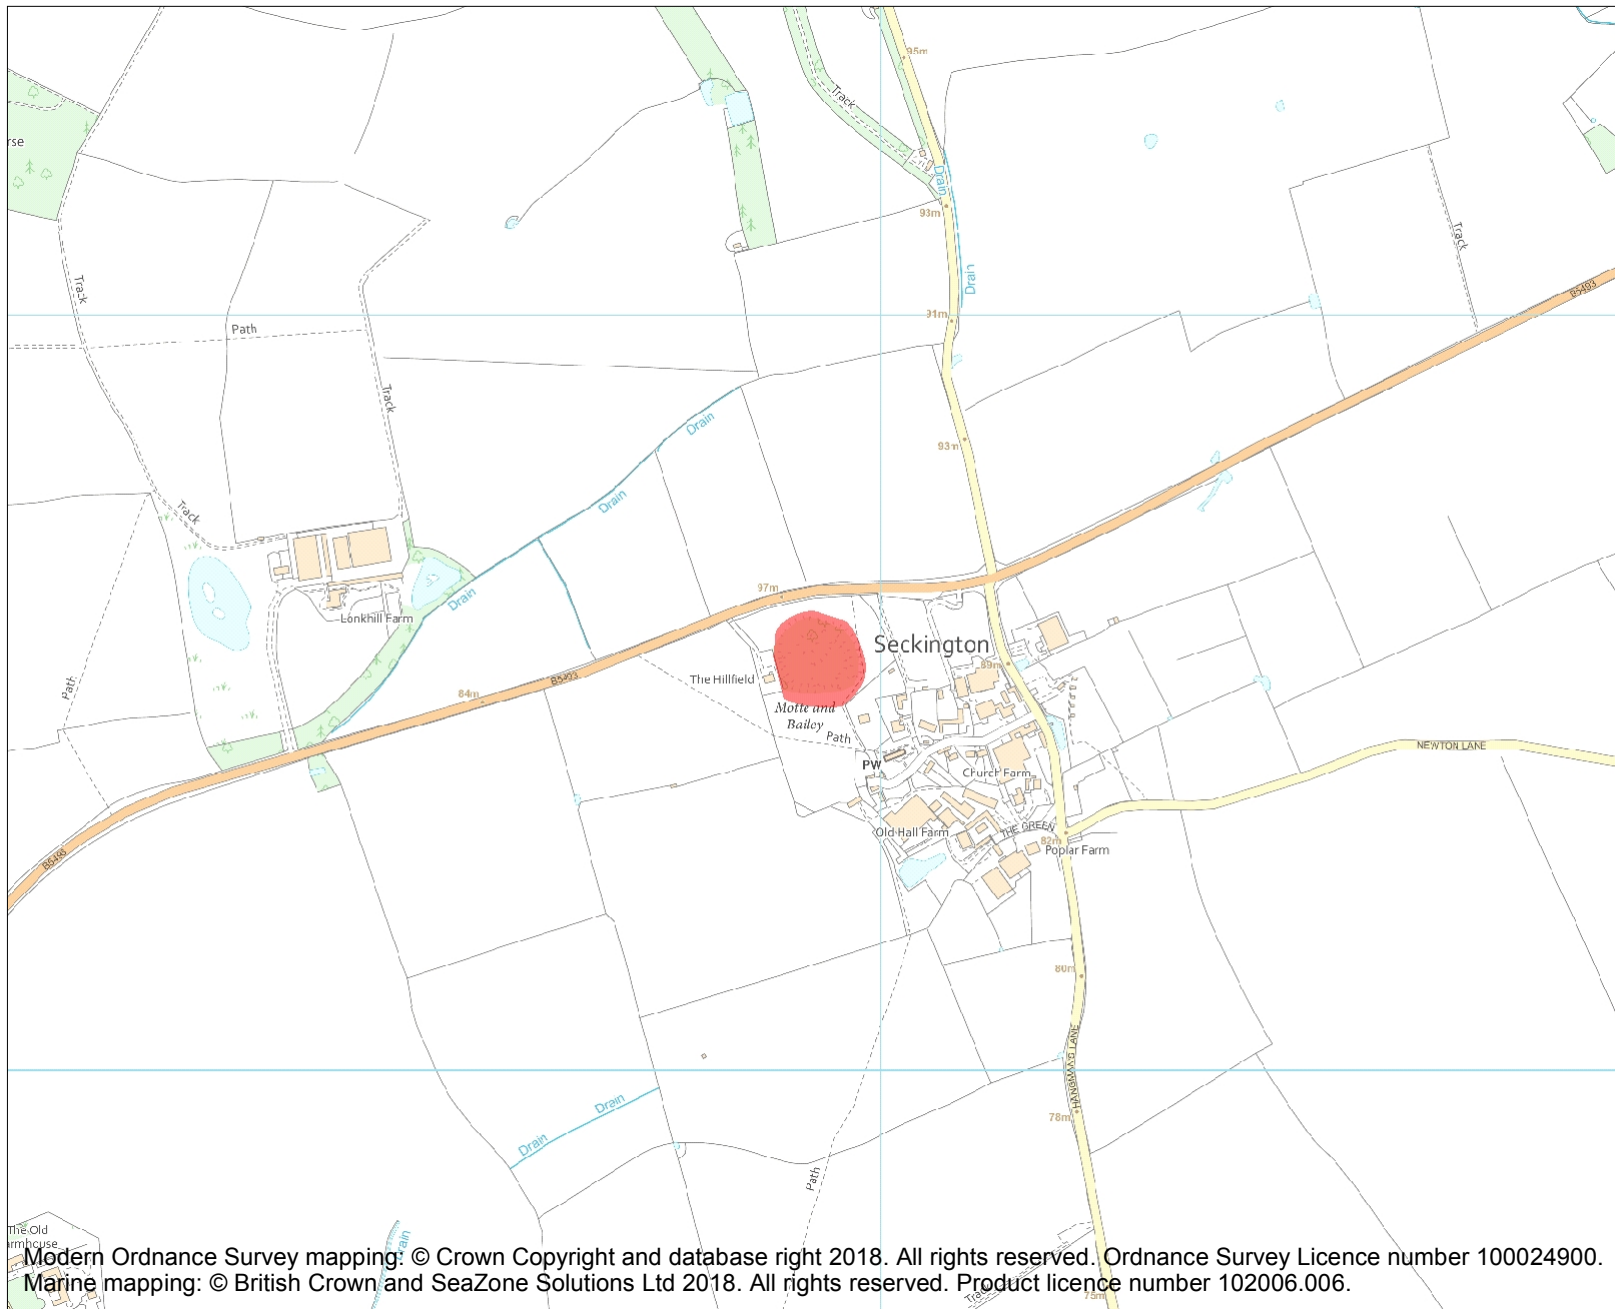 95m
Track
rse
Drain
93m
Track
Track
Drain
B5493
91m
Path
Track
Drain
93m
Drain
Track
97m
Drain
Lonkhill Farm
Seckington
89m
The Hillfield
B5493
84m
Path
Motte and
Bailey
Path
NEWTON LANE
PW
Church Farm
Old Hall Farm
THE GREEN
82m
Poplar Farm
B5493
80m
HANGMANS LANE
Drain
78m
Drain
Path
The Old
armhouse
Drain
Modern Ordnance Survey mapping: © Crown Copyright and database right 2018. All rights reserved. Ordnance Survey Licence number 100024900.
Marine mapping: © British Crown and SeaZone Solutions Ltd 2018. All rights reserved. Product licence number 102006.006.
Track
75m